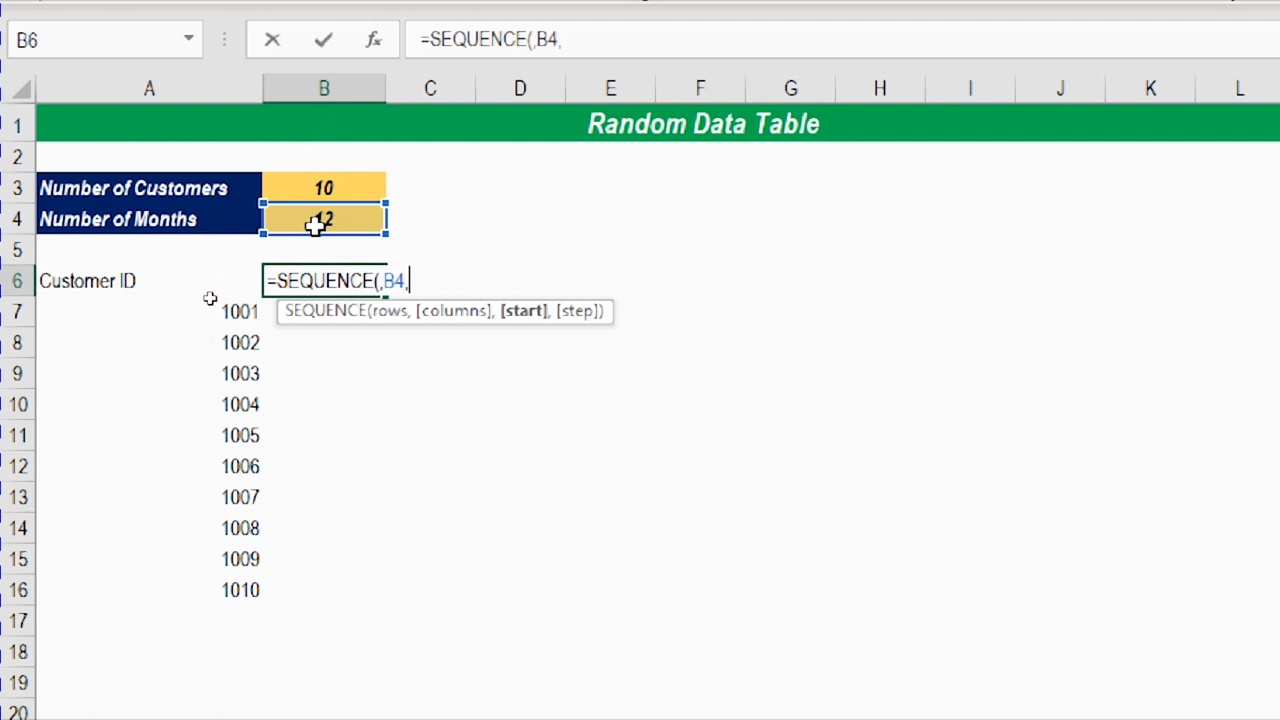 B6 =SEQUENCE(,B4,
A B C D E F G H I J K L
1 Random Data Table
2
3 Number of Customers 10
4 Number of Months 12
5
6 Customer ID =SEQUENCE(,B4,
7 1001 SEQUENCE(rows, [columns], [start], [step])
8 1002
9 1003
10 1004
11 1005
12 1006
13 1007
14 1008
15 1009
16 1010
17
18
19
20